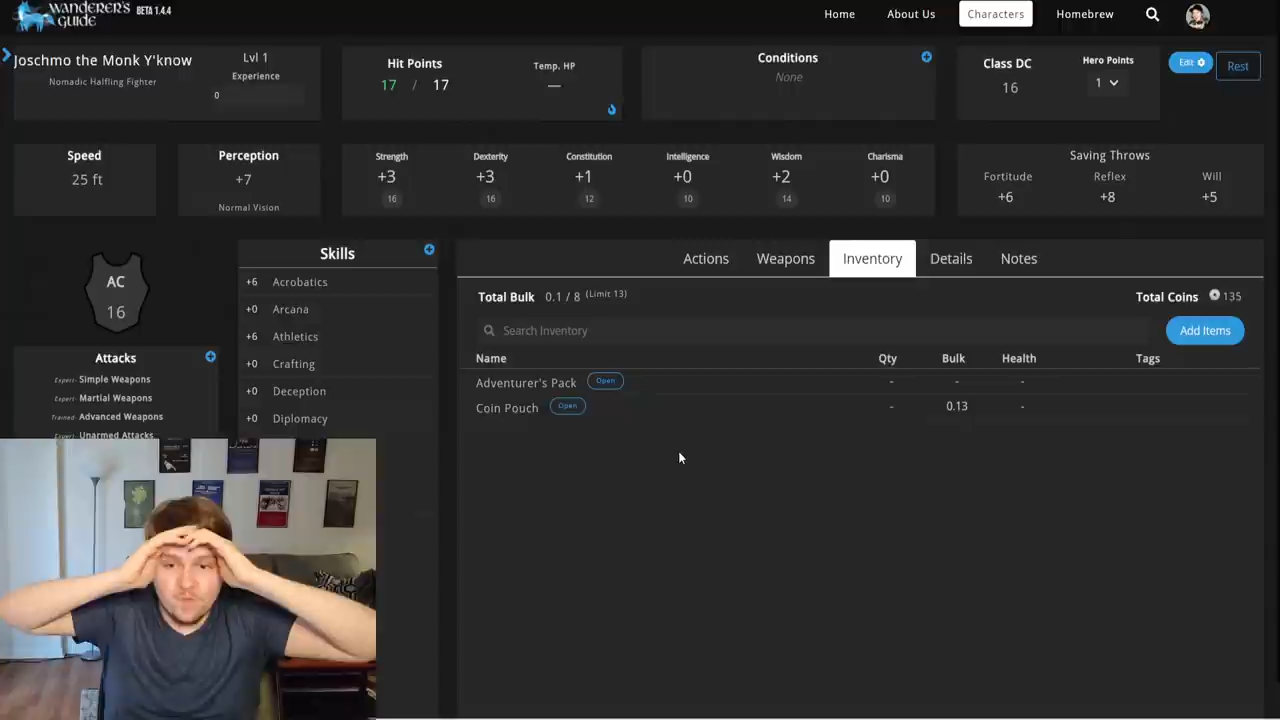 WANDERER'S
GUIDE
BETA 1.4.4
Home
About Us
Characters
Homebrew
Joschmo the Monk Y'know
Nomadic Halfling Fighter
Lvl 1
Experience
0
Hit Points
17 / 17
Temp. HP
—
Conditions
None
Class DC
16
Hero Points
1
Edit
Rest
Speed
25 ft
Perception
+7
Normal Vision
Strength
+3
16
Dexterity
+3
16
Constitution
+1
12
Intelligence
+0
10
Wisdom
+2
14
Charisma
+0
10
Saving Throws
Fortitude
+6
Reflex
+8
Will
+5
AC
16
Attacks
Expert- Simple Weapons
Expert- Martial Weapons
Trained- Advanced Weapons
Expert- Unarmed Attacks
Skills
+6 Acrobatics
+0 Arcana
+6 Athletics
+0 Crafting
+0 Deception
+0 Diplomacy
Actions
Weapons
Inventory
Details
Notes
Total Bulk 0.1 / 8 (Limit 13)
Total Coins 135
Search Inventory
Add Items
Name Qty Bulk Health Tags
Adventurer's Pack Open - - -
Coin Pouch Open - 0.13 -